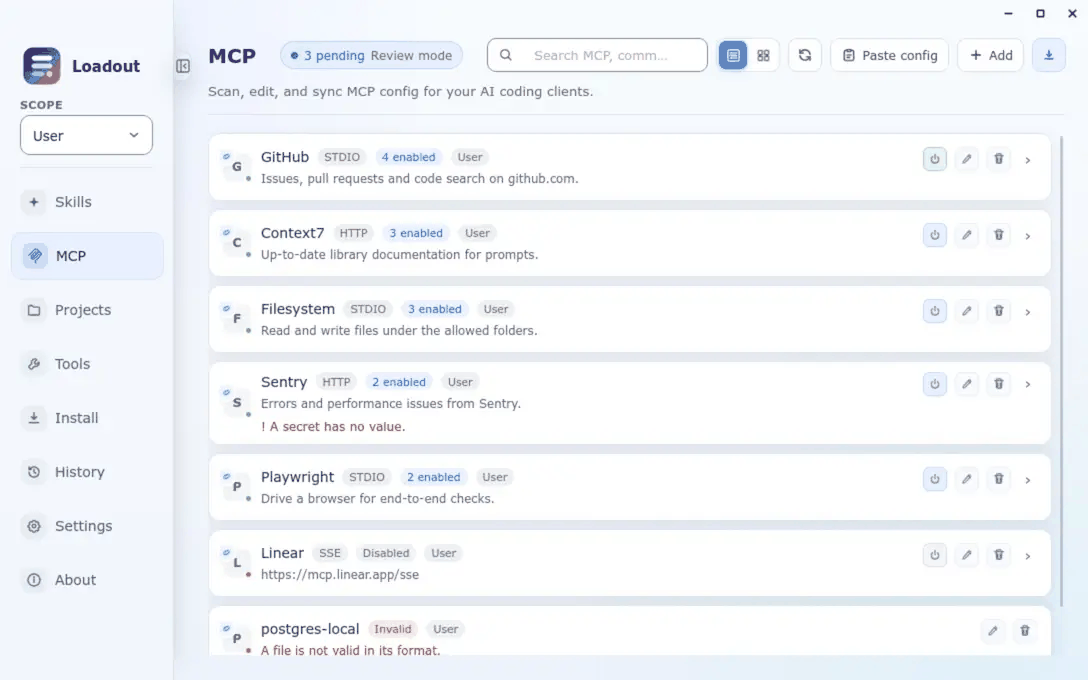 Loadout
SCOPE
User
Skills
MCP
Projects
Tools
Install
History
Settings
About
MCP
3 pending Review mode
Search MCP, comm...
Paste config
+ Add
Scan, edit, and sync MCP config for your AI coding clients.
G
GitHub STDIO 4 enabled User
Issues, pull requests and code search on github.com.
C
Context7 HTTP 3 enabled User
Up-to-date library documentation for prompts.
F
Filesystem STDIO 3 enabled User
Read and write files under the allowed folders.
S
Sentry HTTP 2 enabled User
Errors and performance issues from Sentry.
! A secret has no value.
P
Playwright STDIO 2 enabled User
Drive a browser for end-to-end checks.
L
Linear SSE Disabled User
https://mcp.linear.app/sse
P
postgres-local Invalid User
A file is not valid in its format.